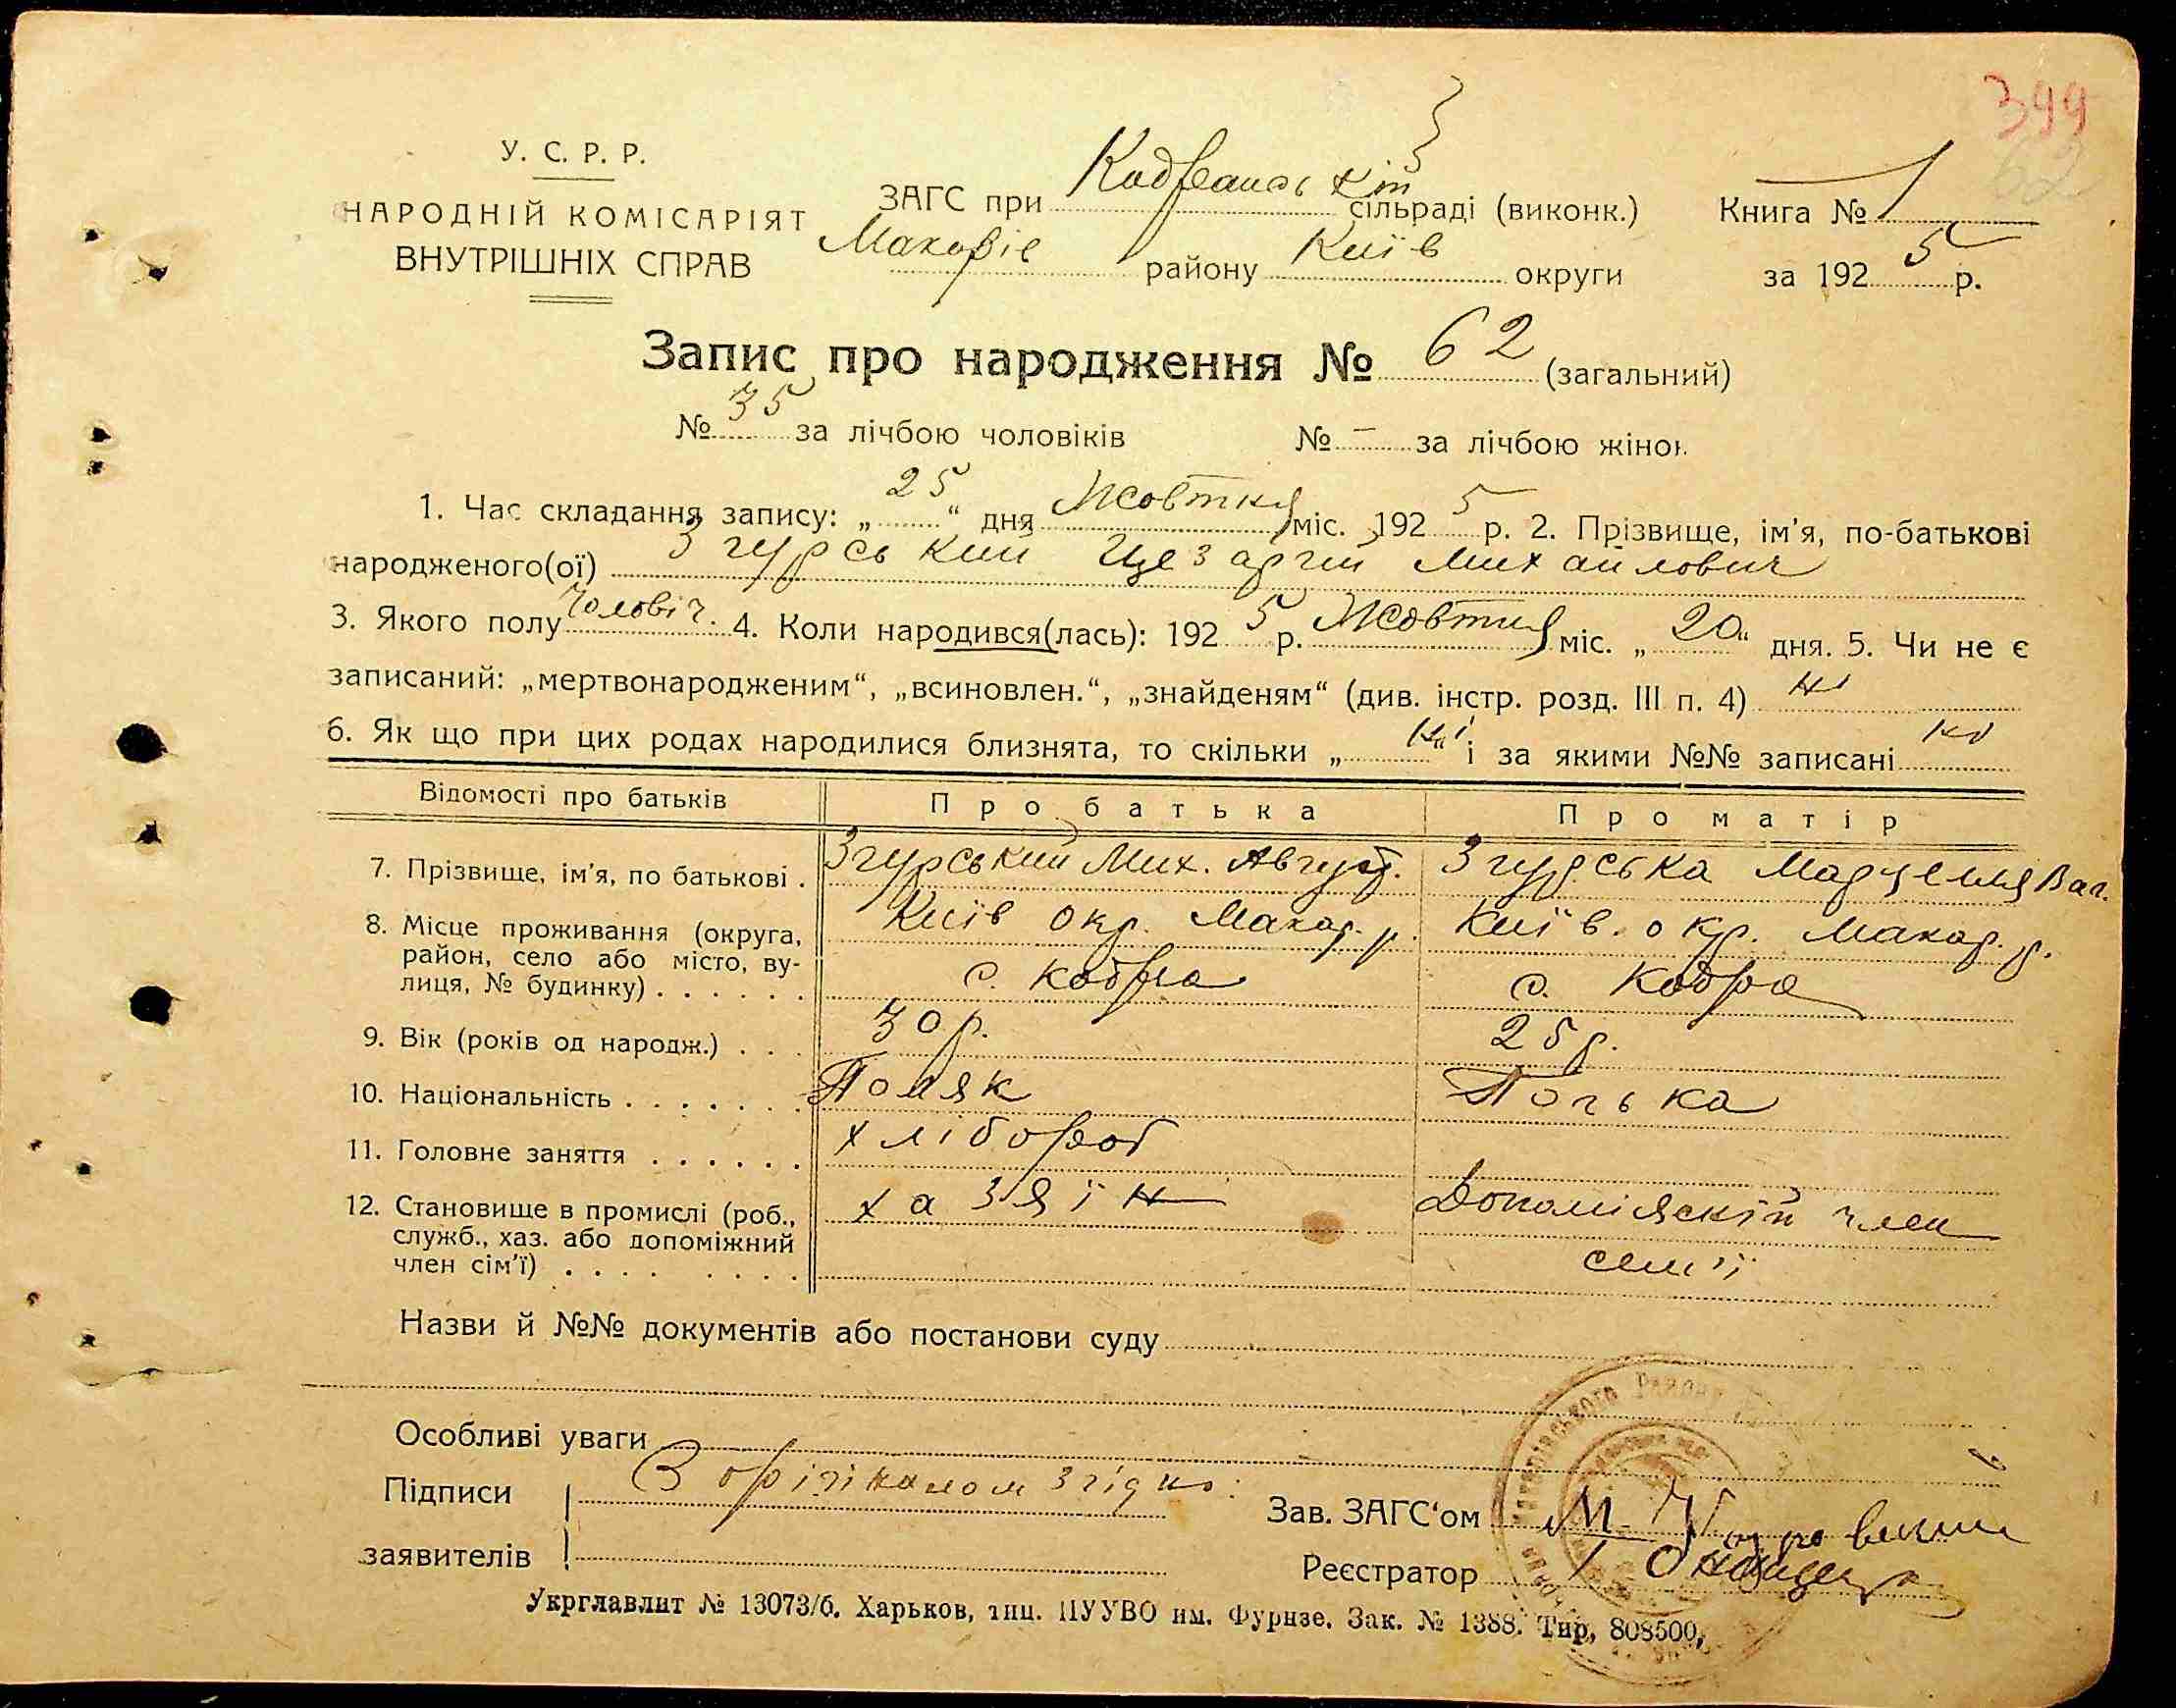 399
62
У. С. Р. Р.
НАРОДНІЙ КОМІСАРІЯТ
ВНУТРІШНІХ СПРАВ
ЗАГС при Кодранськ сільраді (виконк.) Книга № 1
Макарів району Київ округи за 1925 р.
Запис про народження № 62 (загальний)
№ 35 за лічбою чоловіків № – за лічбою жінок
1. Час складання запису: „25“ дня Жовтня міс. 1925 р. 2. Прізвище, ім'я, по-батькові
народженого(ої) Згурський Цезарій Михайлович
3. Якого полу Чоловіч. 4. Коли народився(лась): 1925 р. Жовтня міс. „20“ дня. 5. Чи не є
записаний: „мертвонародженим“, „всиновлен.“, „знайденям“ (див. інстр. розд. III п. 4) ні
6. Як що при цих родах народилися близнята, то скільки „ні“ і за якими №№ записані ні
Відомості про батьків Про батька Про матір
7. Прізвище, ім'я, по батькові . Згурський Мих. Август. Згурська Марцелия Вал.
8. Місце проживання (округа, Київ окр. Макар. р. Київ. окр. Макар. р.
район, село або місто, ву- с. Кодра с. Кодра
лиця, № будинку) . . . . . .
9. Вік (років од народж.) . . . 30 р. 25 р.
10. Національність . . . . . . . Поляк Полька
11. Головне заняття . . . . . . хлібороб
12. Становище в промислі (роб., хазяїн Допоміжскій член
служб., хаз. або допоміжний сем'ї
член сім'ї) . . . . . . . .
Назви й №№ документів або постанови суду
Особливі уваги
Підписи З орігіналом згідно:
Зав. ЗАГС'ом М.
заявителів
Реєстратор
Укрглавлит № 13073/б. Харьков, тип. ПУУВО им. Фрунзе. Зак. № 1388. Тир, 808500,